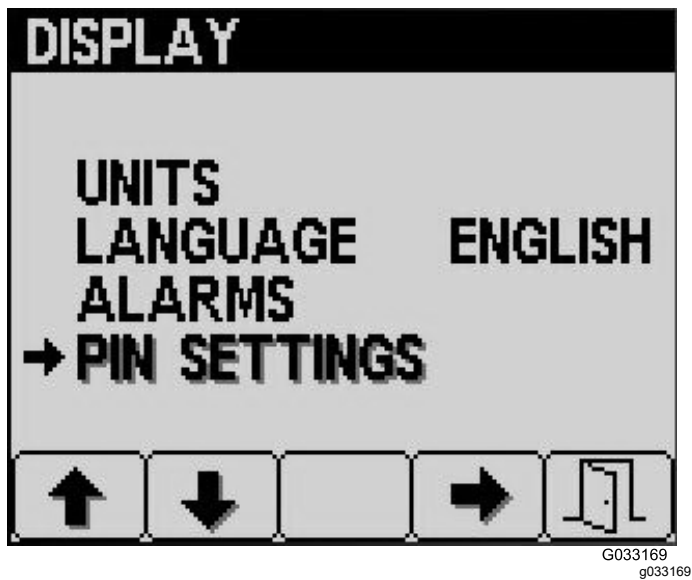 DISPLAY
UNITS
LANGUAGE ENGLISH
ALARMS
PIN SETTINGS
G033169
g033169